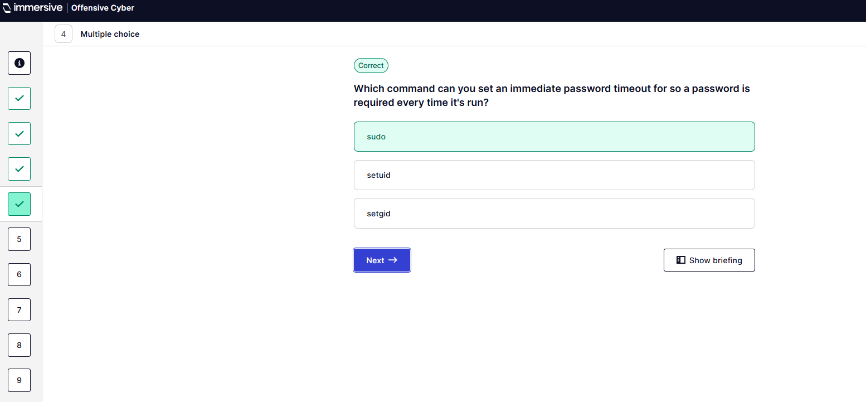 immersive | Offensive Cyber
4 Multiple choice
Correct
Which command can you set an immediate password timeout for so a password is
required every time it's run?
sudo
setuid
setgid
Next →
Show briefing
5
6
7
8
9